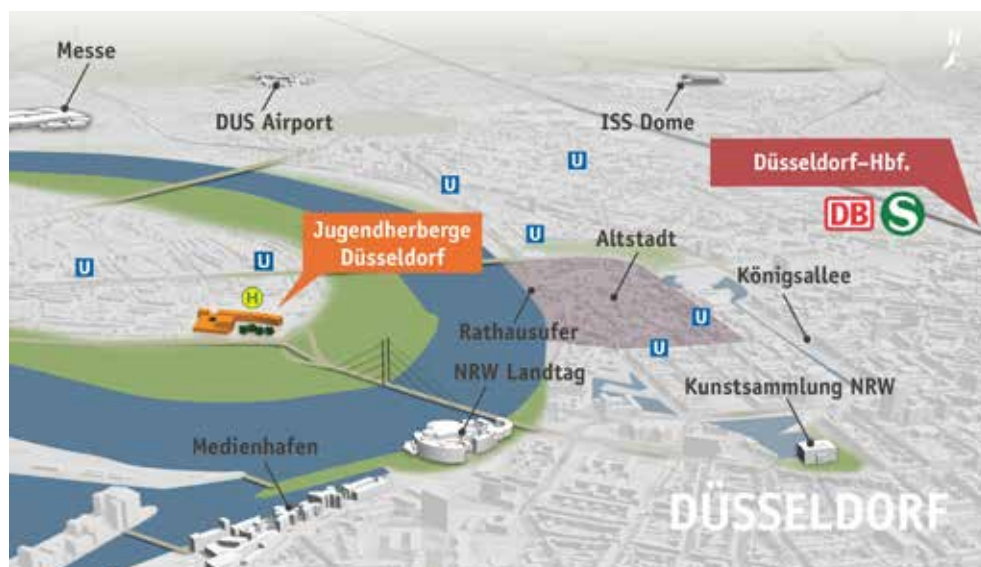 N
Messe
DUS Airport
ISS Dome
Düsseldorf-Hbf.
U
U
DB
S
Jugendherberge
Düsseldorf
U
Altstadt
U
U
Königsallee
H
Rathausufer
U
U
NRW Landtag
Kunstsammlung NRW
Medienhafen
DÜSSELDORF